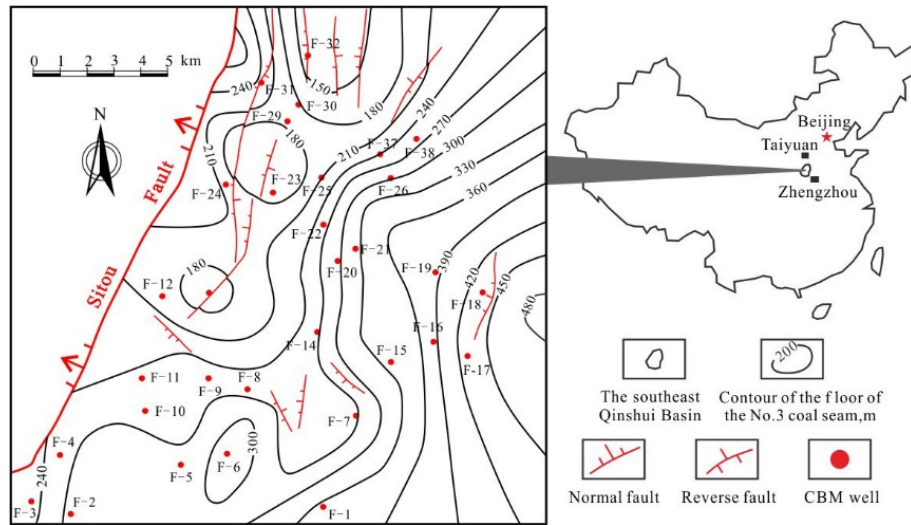 0 1 2 3 4 5 km
N
Sitou Fault
F-32
150
240
F-31
F-30
180
240
F-29
180
270
210
F-37
F-38
300
210
330
F-24
F-23
F-25
F-26
360
F-22
F-21
F-20
F-19
390
180
F-12
420
F-18
450
480
F-14
F-16
F-15
F-17
F-11
F-9
F-8
F-10
F-7
F-4
300
F-6
F-5
240
F-3
F-2
F-1
Beijing
Taiyuan
Zhengzhou
200
The southeast
Qinshui Basin
Contour of the floor of
the No.3 coal seam,m
Normal fault
Reverse fault
CBM well